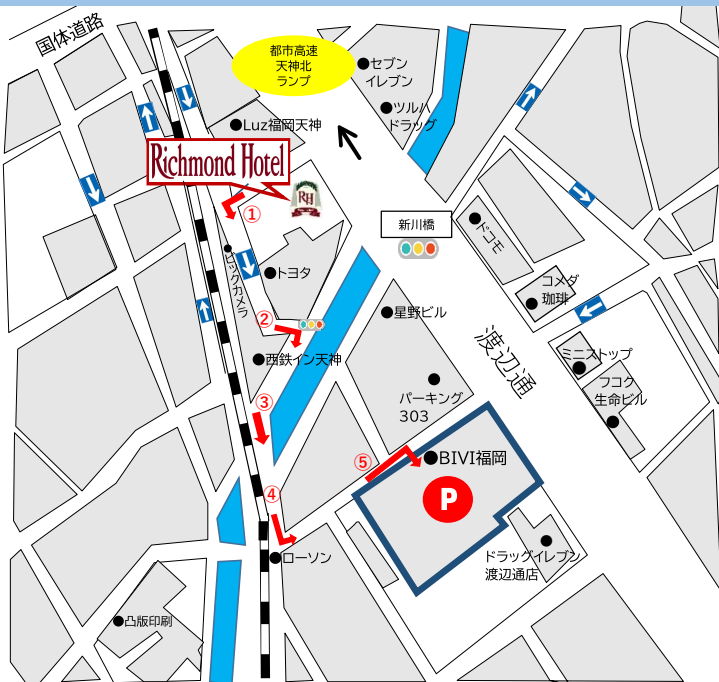 国体道路
都市高速
天神北
ランプ
●セブン
イレブン
●ツルハ
ドラッグ
●Luz福岡天神
Richmond Hotel
RH
①
新川橋
●ドコモ
●ビックカメラ
●トヨタ
コメダ
●珈琲
②
●星野ビル
●西鉄イン天神
渡辺通
ミニストップ
フコク
生命ビル
③
パーキング
303
⑤
●BIVI福岡
P
④
●ローソン
ドラッグイレブン
渡辺通店
●凸版印刷